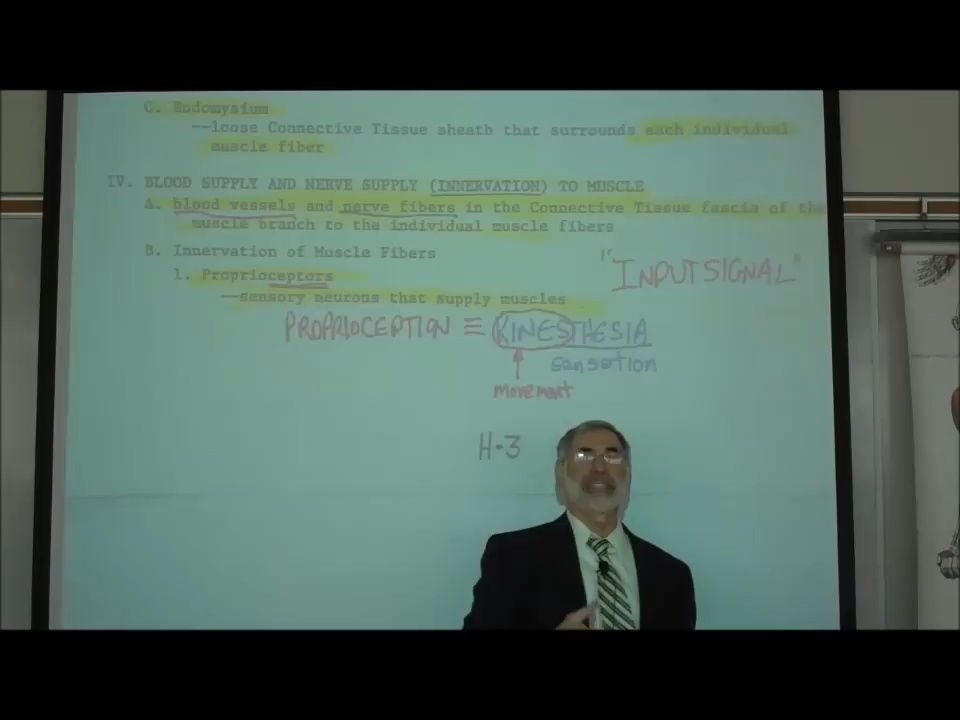 C. Endomysium
--loose Connective Tissue sheath that surrounds each individual
muscle fiber
IV. BLOOD SUPPLY AND NERVE SUPPLY (INNERVATION) TO MUSCLE
A. blood vessels and nerve fibers in the Connective Tissue fascia of the
muscle branch to the individual muscle fibers
B. Innervation of Muscle Fibers
"INPUT SIGNAL"
1. Proprioceptors
--sensory neurons that supply muscles
PROPRIOCEPTION ≡ KINESTHESIA
sensation
movement
H-3